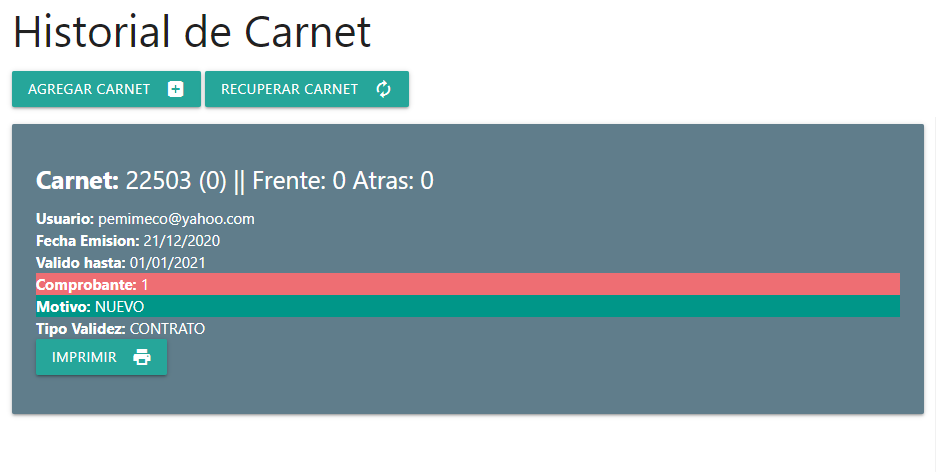 Historial de Carnet
AGREGAR CARNET RECUPERAR CARNET
Carnet: 22503 (0) || Frente: 0 Atras: 0
Usuario: pemimeco@yahoo.com
Fecha Emision: 21/12/2020
Valido hasta: 01/01/2021
Comprobante: 1
Motivo: NUEVO
Tipo Validez: CONTRATO
IMPRIMIR